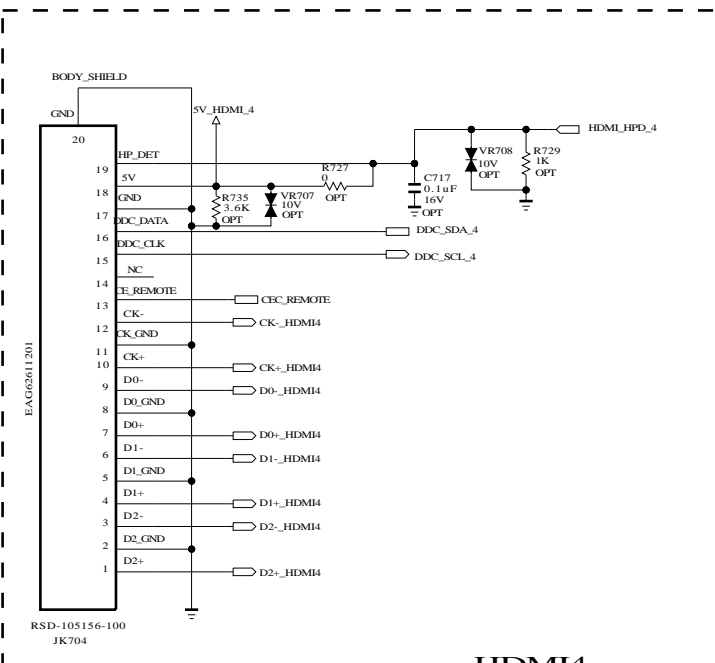 BODY_SHIELD
GND
20
5V_HDMI_4
HDMI_HPD_4
19
HP_DET
18
5V
17
GND
16
DDC_DATA
15
DDC_CLK
14
NC
13
CE_REMOTE
12
CK-
11
CK_GND
10
CK+
9
D0-
8
D0_GND
7
D0+
6
D1-
5
D1_GND
4
D1+
3
D2-
2
D2_GND
1
D2+
R735
3.6K
OPT
VR707
10V
OPT
R727
0
OPT
C717
0.1uF
16V
OPT
VR708
10V
OPT
R729
1K
OPT
DDC_SDA_4
DDC_SCL_4
CEC_REMOTE
CK-_HDMI4
CK+_HDMI4
D0-_HDMI4
D0+_HDMI4
D1-_HDMI4
D1+_HDMI4
D2-_HDMI4
D2+_HDMI4
EAG62611201
RSD-105156-100
JK704
HDMI4